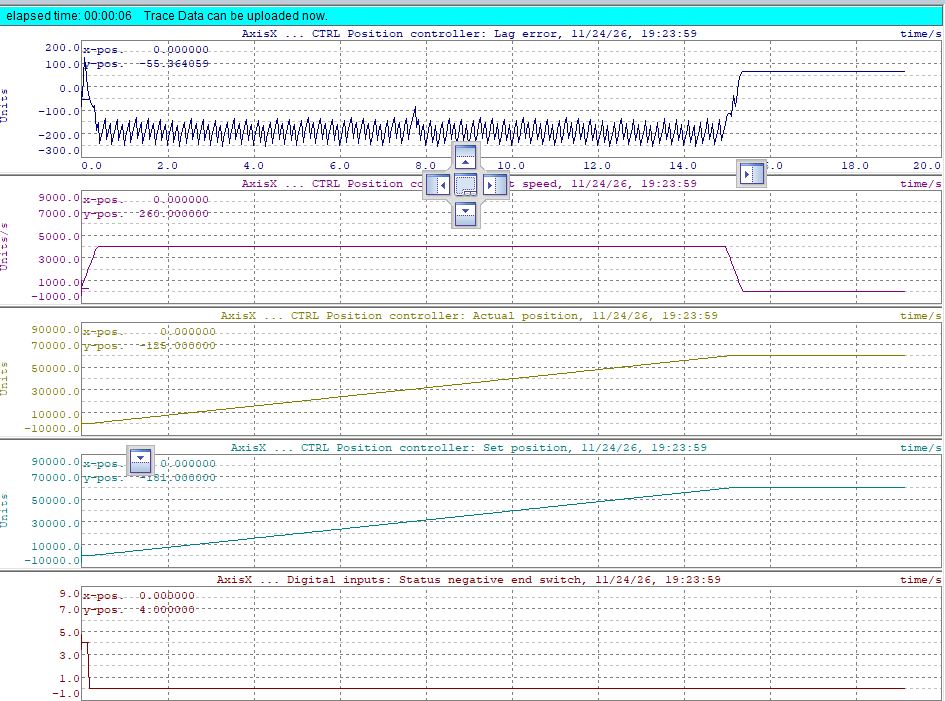 elapsed time: 00:00:06 Trace Data can be uploaded now.
AxisX ... CTRL Position controller: Lag error, 11/24/26, 19:23:59 time/s
200.0
100.0
0.0
-100.0
-200.0
-300.0
Units
x-pos. 0.000000
y-pos. -55.364059
0.0 2.0 4.0 6.0 8.0 10.0 12.0 14.0 18.0 20.0
AxisX ... CTRL Position speed, 11/24/26, 19:23:59 time/s
9000.0
7000.0
5000.0
3000.0
1000.0
-1000.0
Units/s
x-pos. 0.000000
y-pos. 260.000000
AxisX ... CTRL Position controller: Actual position, 11/24/26, 19:23:59 time/s
90000.0
70000.0
50000.0
30000.0
10000.0
-10000.0
Units
x-pos. 0.000000
y-pos. -125.000000
AxisX ... CTRL Position controller: Set position, 11/24/26, 19:23:59 time/s
90000.0
70000.0
50000.0
30000.0
10000.0
-10000.0
Units
x-pos. 0.000000
y-pos. -181.000000
AxisX ... Digital inputs: Status negative end switch, 11/24/26, 19:23:59 time/s
9.0
7.0
5.0
3.0
1.0
-1.0
x-pos. 0.000000
y-pos. 4.000000